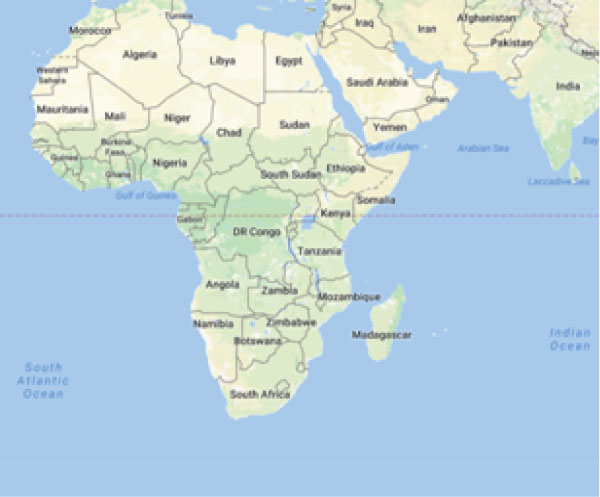 Syria
Afghanistan
Tunisia
Iraq
Iran
Morocco
Pakistan
Algeria
Libya
Egypt
Western
Sahara
Saudi Arabia
India
Oman
Mauritania
Mali
Niger
Chad
Sudan
Yemen
Burkina
Faso
Gulf of Aden
Arabian Sea
Bay
Guinea
Nigeria
Ethiopia
Ghana
South Sudan
Laccadive Sea
Gulf of Guinea
Somalia
Gabon
Kenya
DR Congo
Tanzania
Angola
Zambia
Mozambique
Namibia
Zimbabwe
Madagascar
Botswana
Indian
Ocean
South
Atlantic
Ocean
South Africa